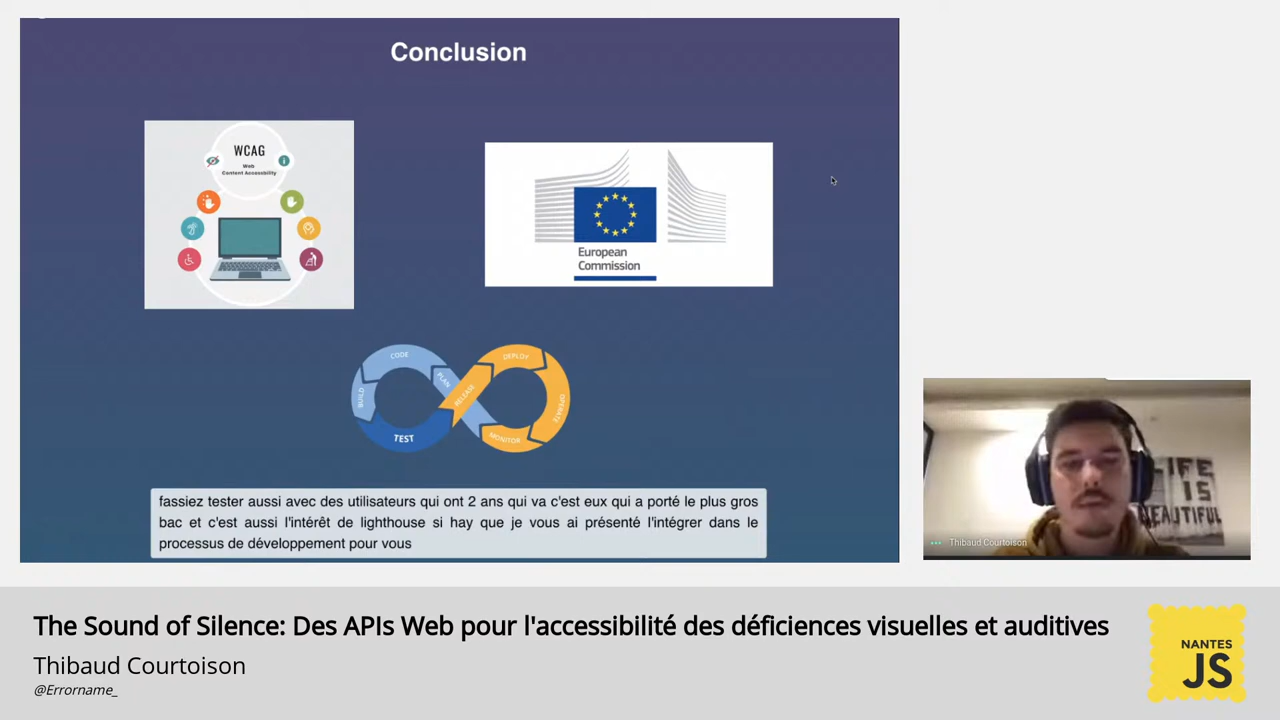 Conclusion
WCAG
Web
Content Accessibility
European
Commission
CODE
DEPLOY
PLAN
BUILD
RELEASE
OPERATE
TEST
MONITOR
fassiez tester aussi avec des utilisateurs qui ont 2 ans qui va c'est eux qui a porté le plus gros
bac et c'est aussi l'intérêt de lighthouse si hay que je vous ai présenté l'intégrer dans le
processus de développement pour vous
LIFE
IS
BEAUTIFUL
Thibaud Courtoison
The Sound of Silence: Des APIs Web pour l'accessibilité des déficiences visuelles et auditives
Thibaud Courtoison
@Errorname_
NANTES
JS